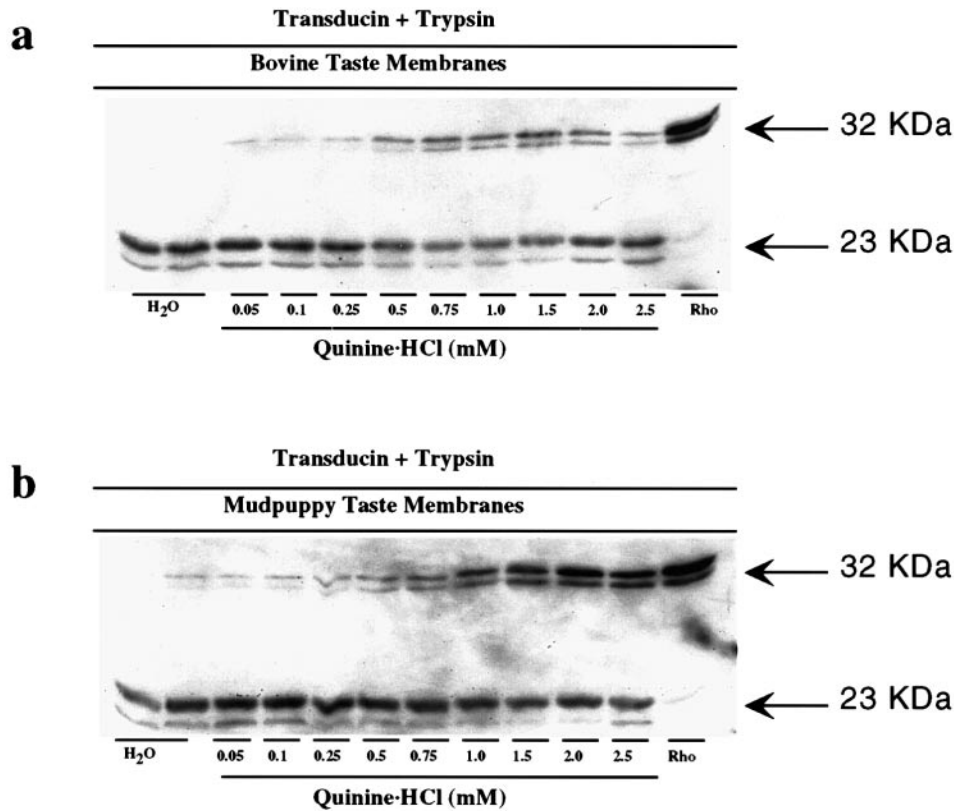 a
Transducin + Trypsin
Bovine Taste Membranes
32 KDa
23 KDa
H₂O 0.05 0.1 0.25 0.5 0.75 1.0 1.5 2.0 2.5 Rho
Quinine·HCl (mM)
b
Transducin + Trypsin
Mudpuppy Taste Membranes
32 KDa
23 KDa
H₂O 0.05 0.1 0.25 0.5 0.75 1.0 1.5 2.0 2.5 Rho
Quinine·HCl (mM)